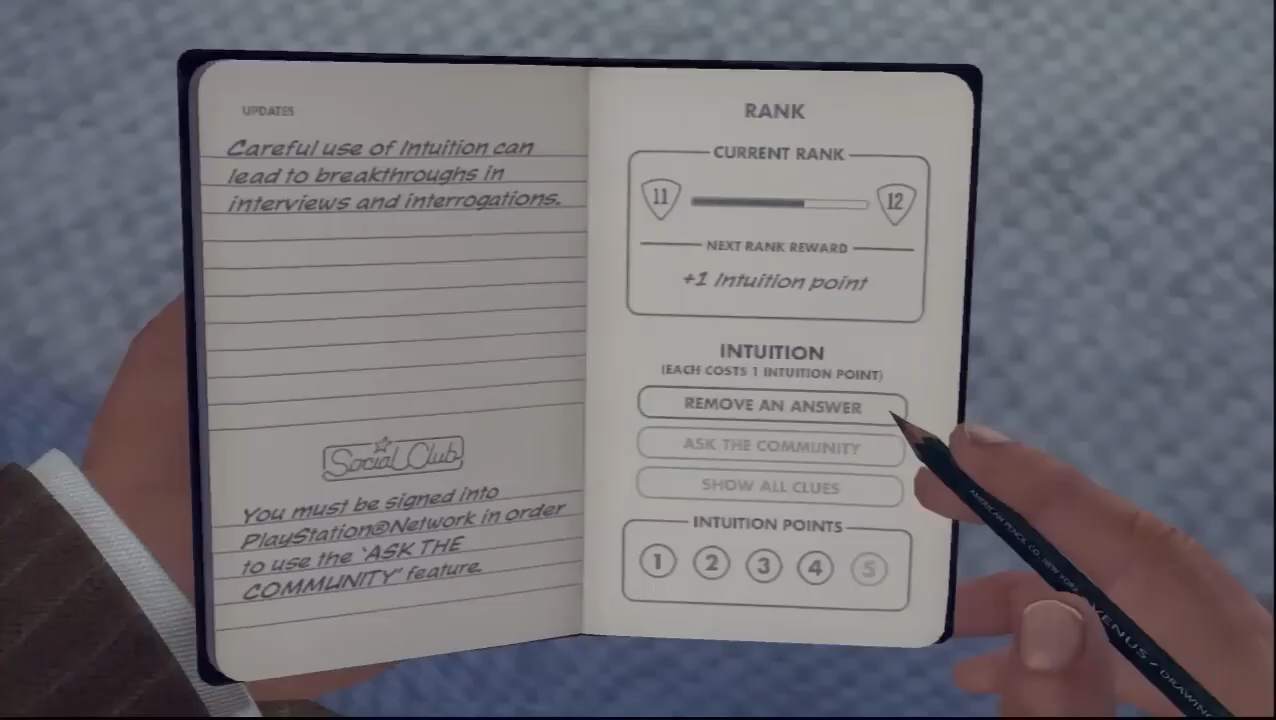 UPDATES
Careful use of Intuition can
lead to breakthroughs in
interviews and interrogations.
Social Club
You must be signed into
PlayStation®Network in order
to use the 'ASK THE
COMMUNITY' feature.
RANK
CURRENT RANK
11 12
NEXT RANK REWARD
+1 Intuition point
INTUITION
(EACH COSTS 1 INTUITION POINT)
REMOVE AN ANSWER
ASK THE COMMUNITY
SHOW ALL CLUES
INTUITION POINTS
1 2 3 4 5
AMERICAN PENCIL CO. NEW YORK VENUS / DRAWING